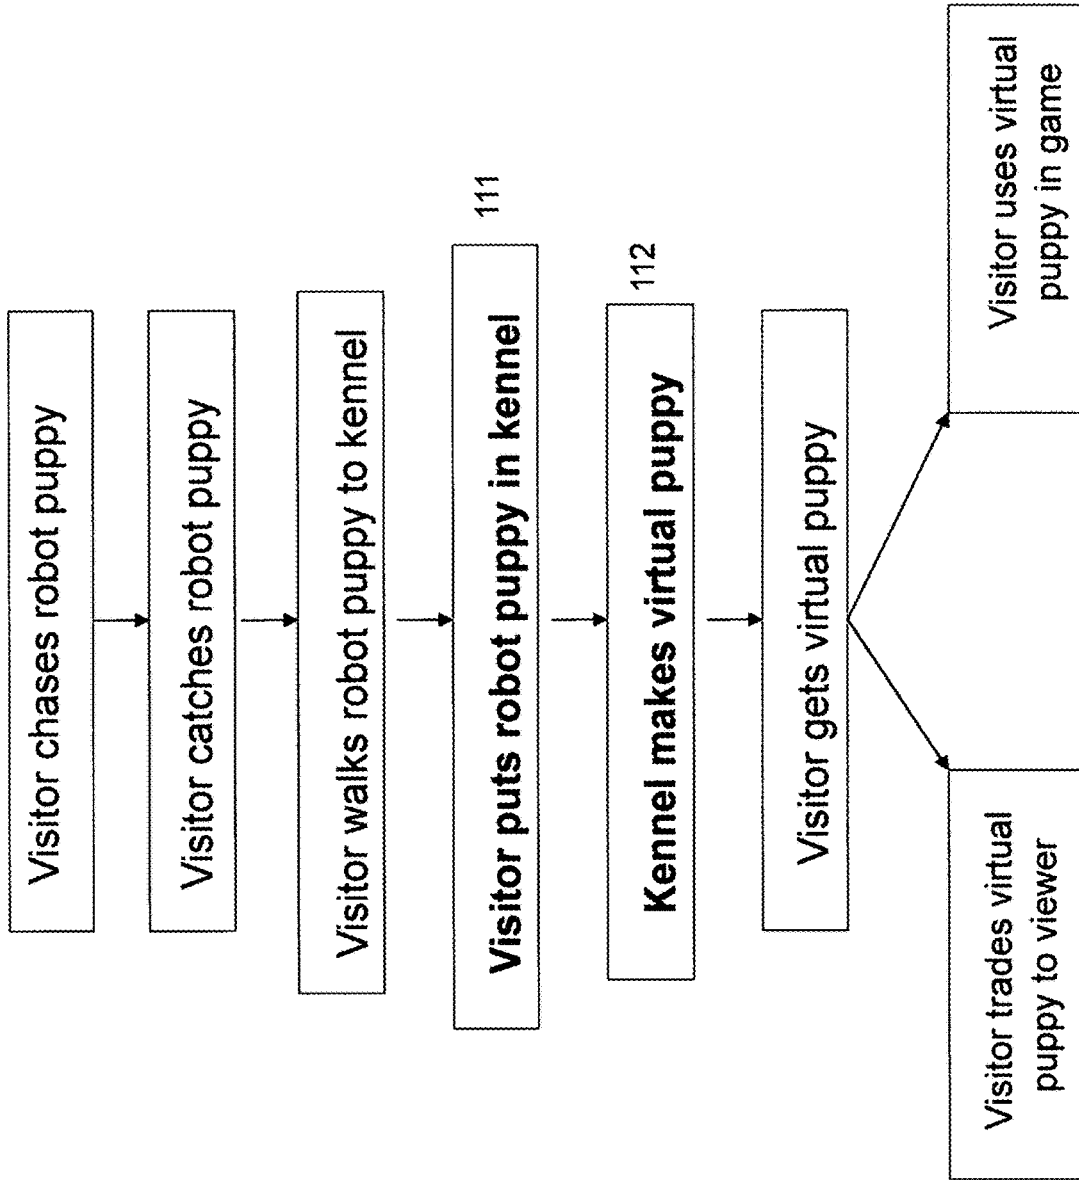 Visitor chases robot puppy
Visitor catches robot puppy
Visitor walks robot puppy to kennel
Visitor puts robot puppy in kennel
111
Kennel makes virtual puppy
112
Visitor gets virtual puppy
Visitor trades virtual
puppy to viewer
Visitor uses virtual
puppy in game